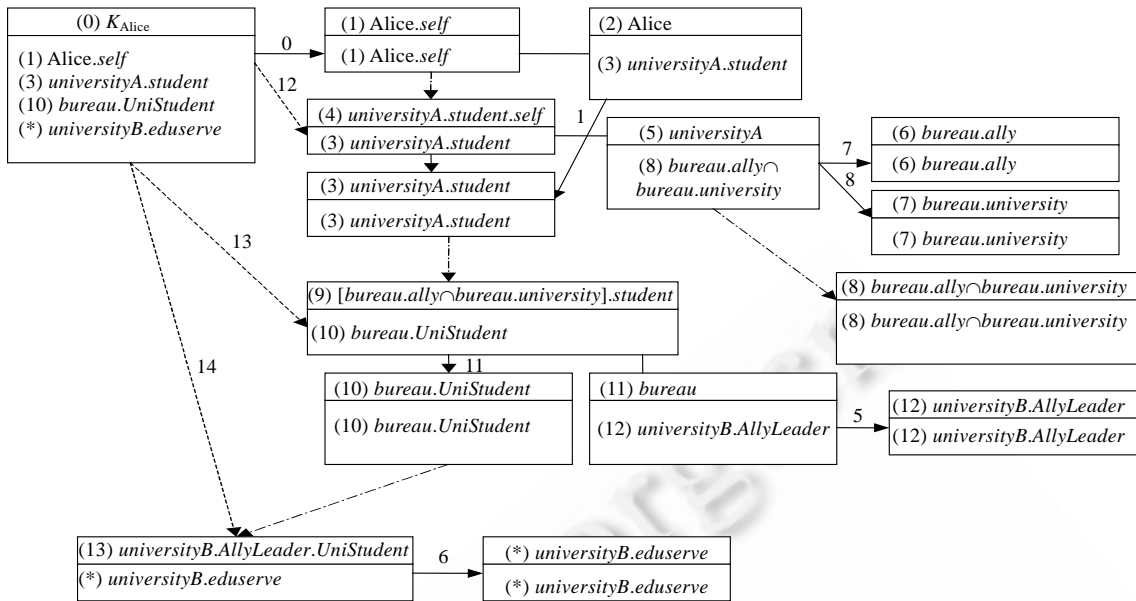 (0) K_Alice
(1) Alice.self
(3) universityA.student
(10) bureau.UniStudent
(*) universityB.eduserve
0
12
(1) Alice.self
(1) Alice.self
(2) Alice
(3) universityA.student
(4) universityA.student.self
(3) universityA.student
1
(5) universityA
(8) bureau.ally∩
bureau.university
7
8
(6) bureau.ally
(6) bureau.ally
(7) bureau.university
(7) bureau.university
(3) universityA.student
(3) universityA.student
13
(8) bureau.ally∩bureau.university
(8) bureau.ally∩bureau.university
(9) [bureau.ally∩bureau.university].student
(10) bureau.UniStudent
14
11
(10) bureau.UniStudent
(10) bureau.UniStudent
(11) bureau
(12) universityB.AllyLeader
5
(12) universityB.AllyLeader
(12) universityB.AllyLeader
(13) universityB.AllyLeader.UniStudent
(*) universityB.eduserve
6
(*) universityB.eduserve
(*) universityB.eduserve